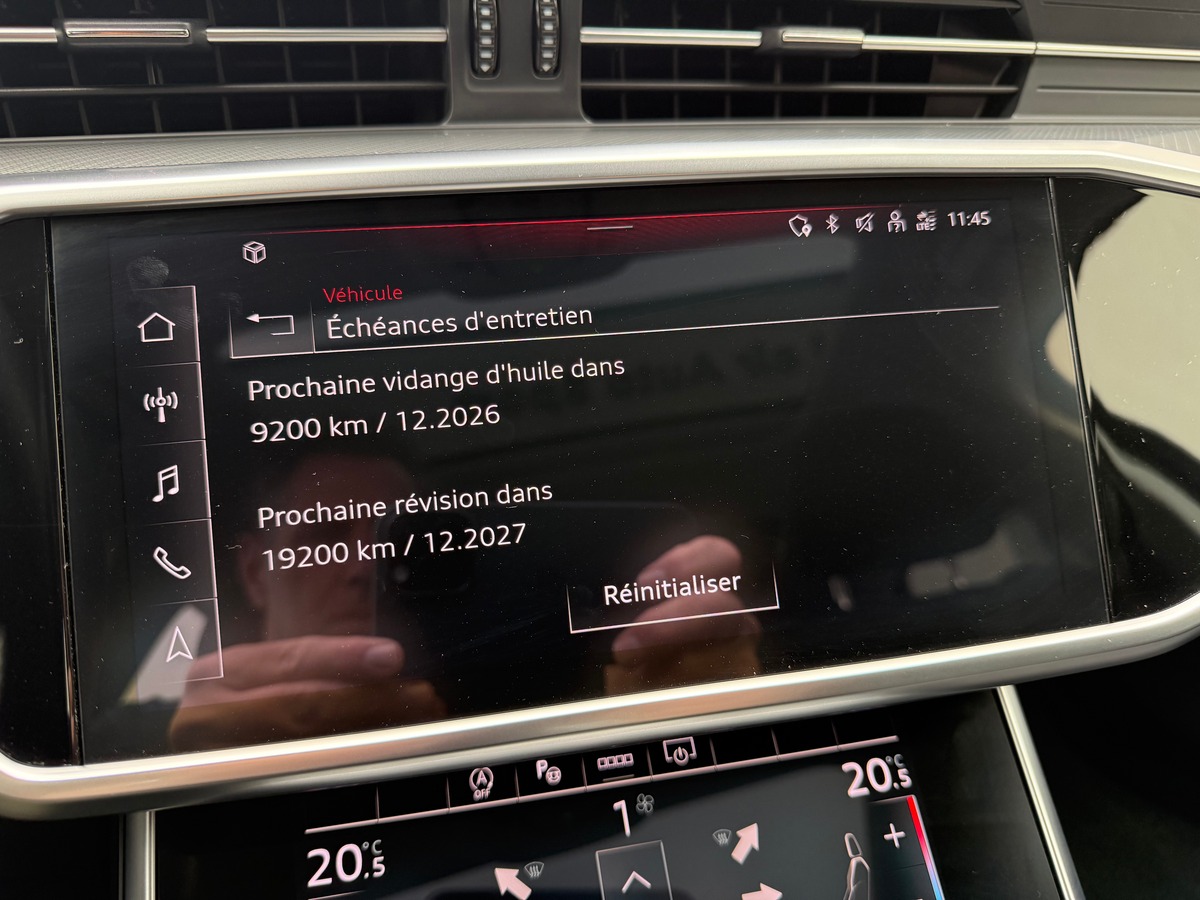 11:45
Véhicule
Échéances d'entretien
Prochaine vidange d'huile dans
9200 km / 12.2026
Prochaine révision dans
19200 km / 12.2027
Réinitialiser
A
OFF
P
1
20.5 °C
20.5 °C
+